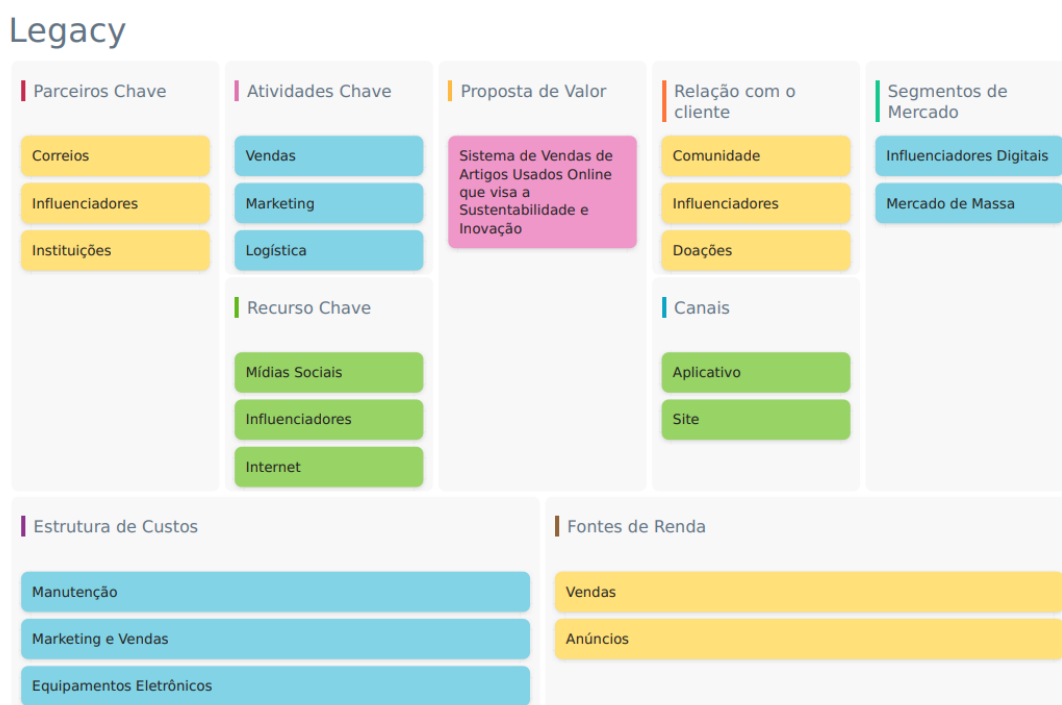 Legacy
Parceiros Chave
Correios
Influenciadores
Instituições
Atividades Chave
Vendas
Marketing
Logística
Recurso Chave
Mídias Sociais
Influenciadores
Internet
Proposta de Valor
Sistema de Vendas de
Artigos Usados Online
que visa a
Sustentabilidade e
Inovação
Relação com o
cliente
Comunidade
Influenciadores
Doações
Canais
Aplicativo
Site
Segmentos de
Mercado
Influenciadores Digitais
Mercado de Massa
Estrutura de Custos
Manutenção
Marketing e Vendas
Equipamentos Eletrônicos
Fontes de Renda
Vendas
Anúncios